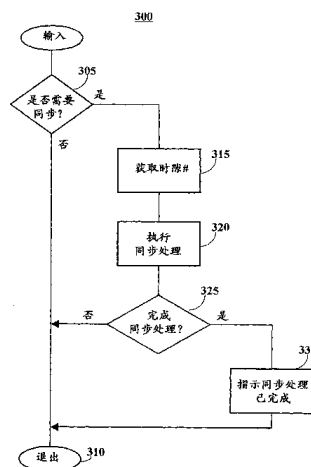 300
输入
305
是否需要
同步?
是
否
315
获取时隙#
320
执行
同步处理
325
完成
同步处理?
否
是
33
指示同步处理
已完成
退出
310